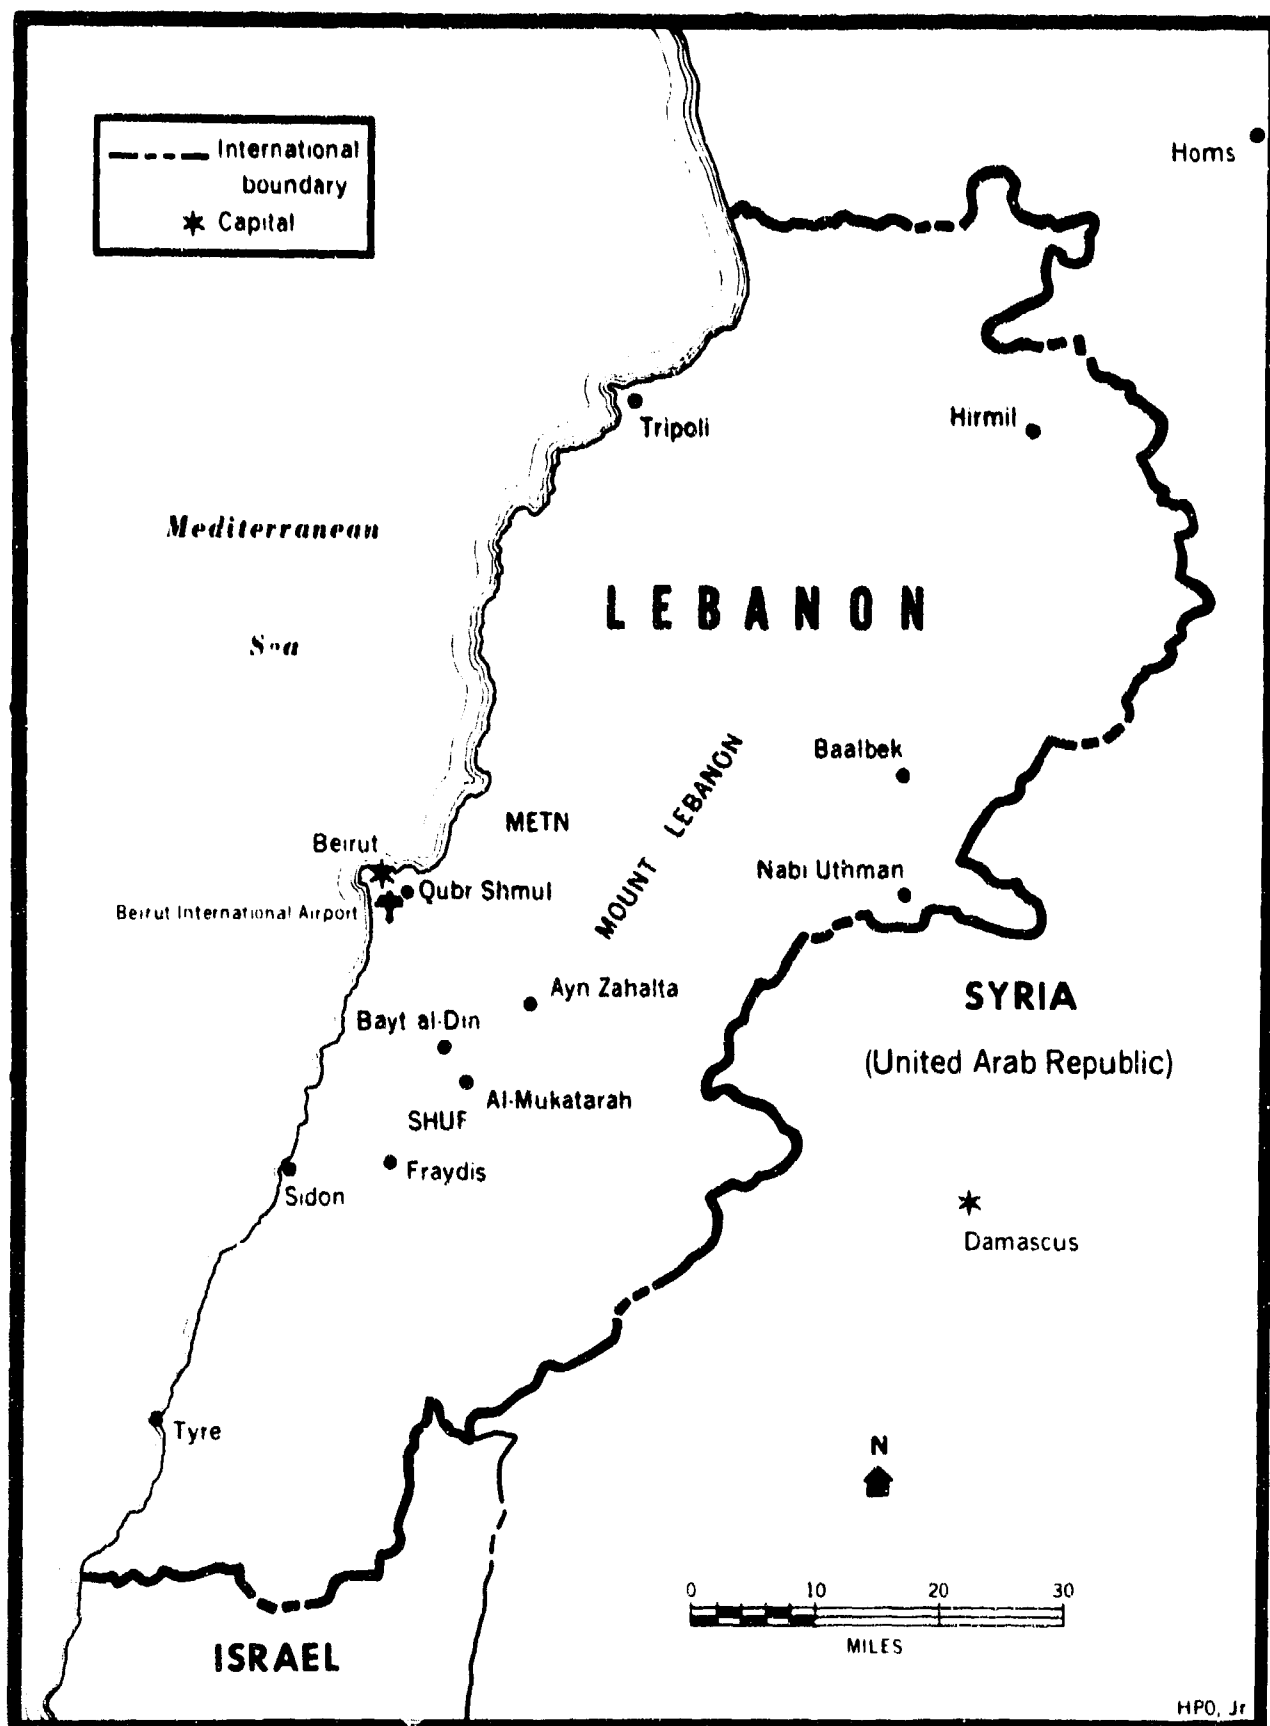 International
boundary
Capital
Homs
Tripoli
Hirmil
Mediterranean
Sea
LEBANON
Baalbek
MOUNT LEBANON
METN
Beirut
Nabi Uthman
Qubr Shmul
Beirut International Airport
Ayn Zahalta
SYRIA
Bayt al-Din
(United Arab Republic)
Al-Mukatarah
SHUF
Fraydis
Sidon
Damascus
Tyre
N
0 10 20 30
MILES
ISRAEL
HPO, Jr